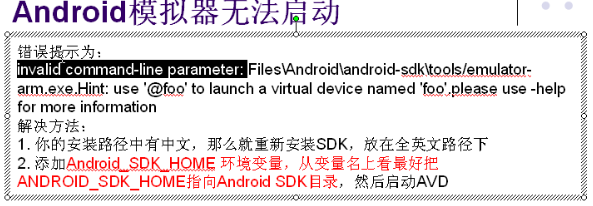 Android模拟器无法启动
错误提示为：
invalid command-line parameter: Files\Android\android-sdk\tools/emulator-
arm.exe.Hint: use '@foo' to launch a virtual device named 'foo'.please use -help
for more information
解决方法：
1. 你的安装路径中有中文，那么就重新安装SDK，放在全英文路径下
2. 添加Android_SDK_HOME 环境变量，从变量名上看最好把
ANDROID_SDK_HOME指向Android SDK目录，然后启动AVD